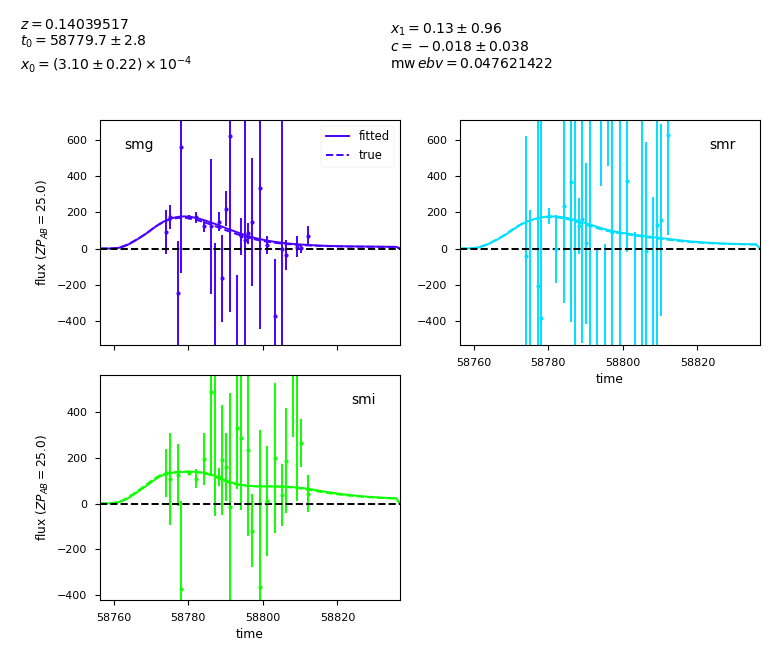 z = 0.14039517
t₀ = 58779.7 ± 2.8
x₀ = (3.10 ± 0.22) × 10⁻⁴
x₁ = 0.13 ± 0.96
c = −0.018 ± 0.038
mw ebv = 0.047621422
smg
fitted
true
600
400
200
0
−200
−400
flux (ZP_AB = 25.0)
smr
600
400
200
0
−200
−400
58760 58780 58800 58820
time
smi
400
200
0
−200
−400
flux (ZP_AB = 25.0)
58760 58780 58800 58820
time